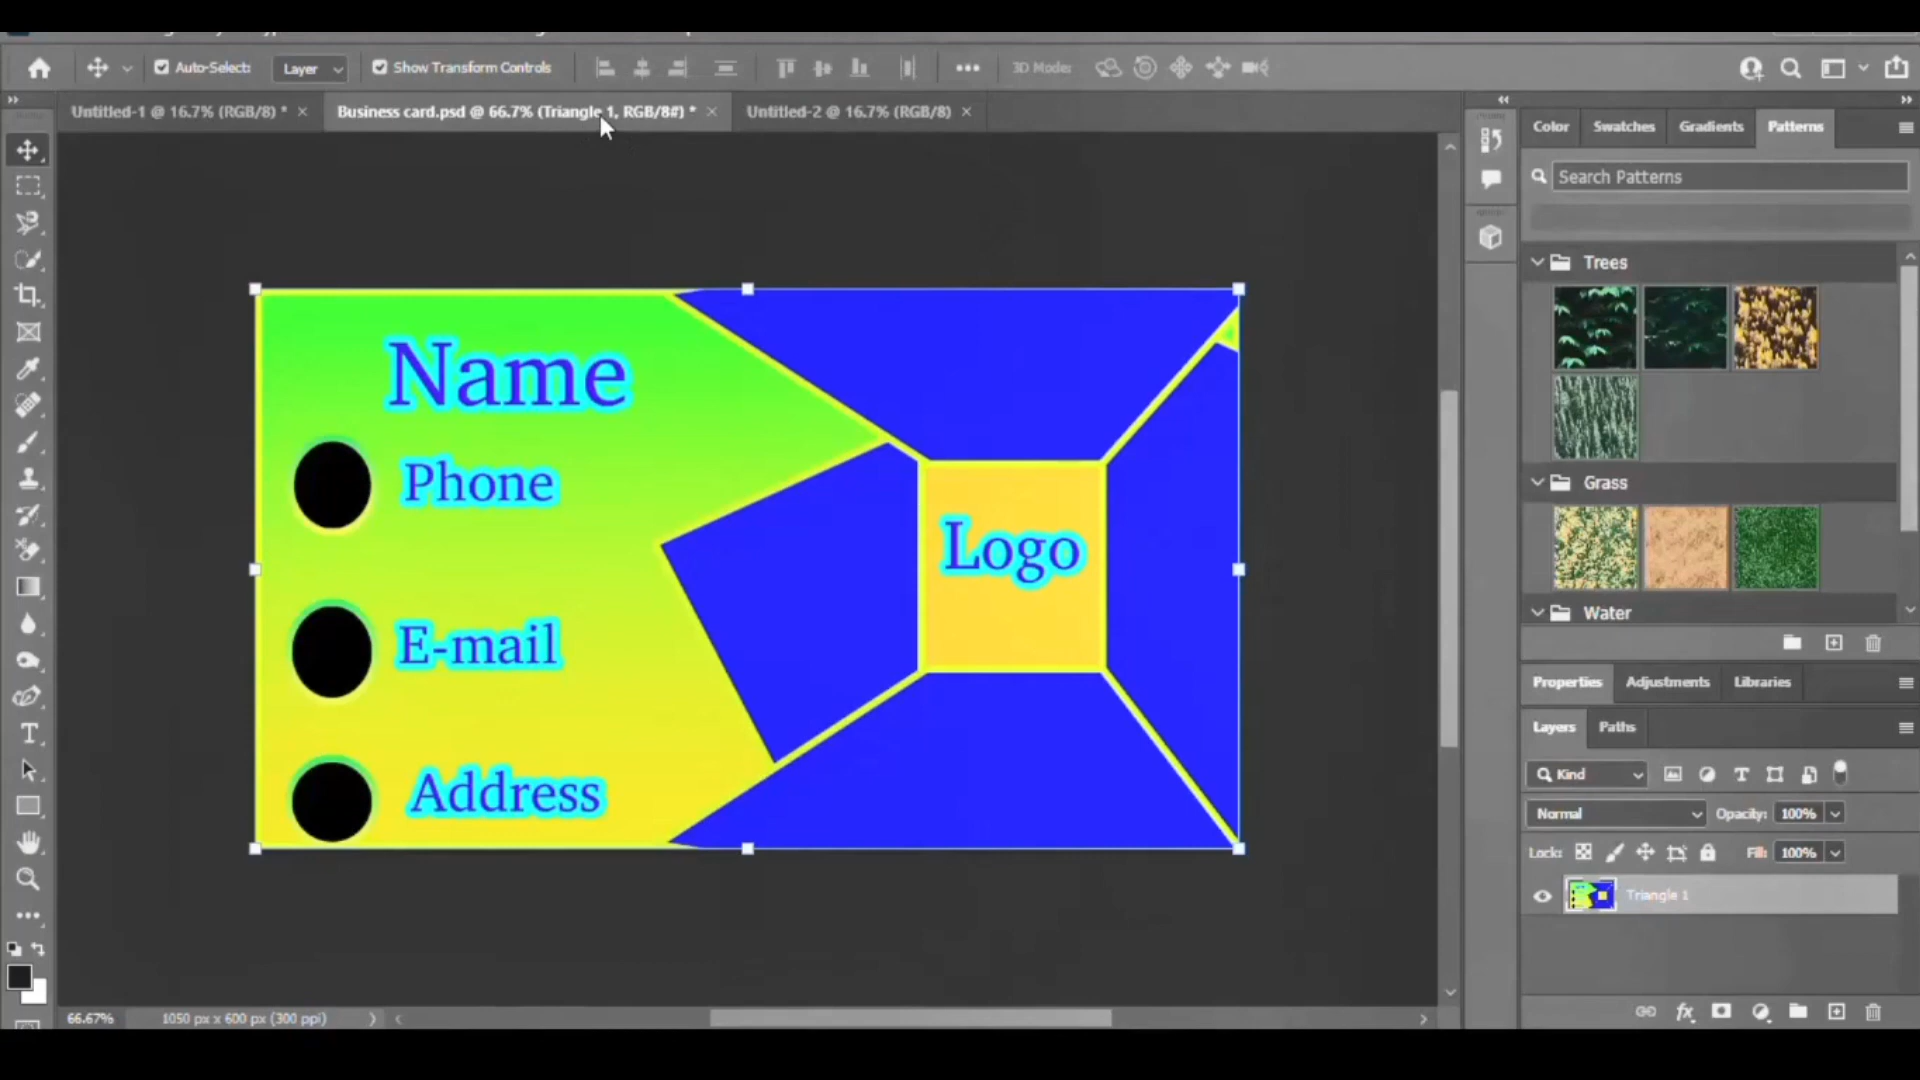 Auto-Select:
Layer
Show Transform Controls
3D Mode:
Untitled-1 @ 16.7% (RGB/8) *
Business card.psd @ 66.7% (Triangle 1, RGB/8#) *
Untitled-2 @ 16.7% (RGB/8)
Color
Swatches
Gradients
Patterns
Search Patterns
Trees
Grass
Water
Name
Phone
E-mail
Address
Logo
Properties
Adjustments
Libraries
Layers
Paths
Kind
Normal
Opacity: 100%
Lock:
Fill: 100%
Triangle 1
fx
66.67%
1050 px x 600 px (300 ppi)